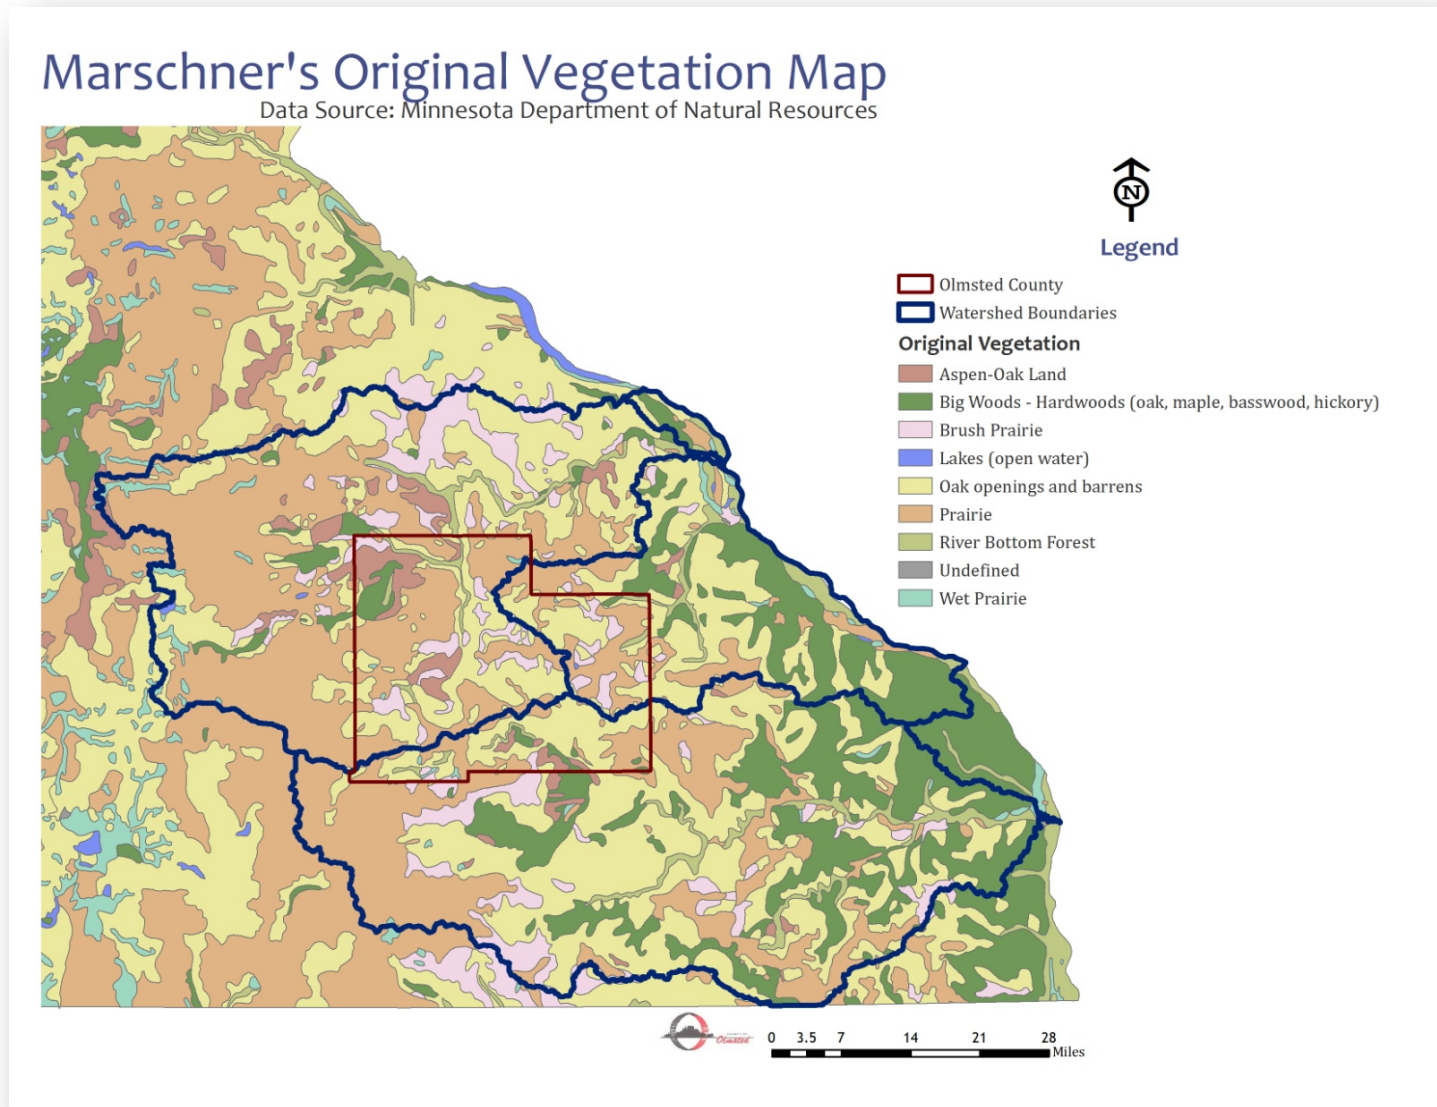 Marschner's Original Vegetation Map
Data Source: Minnesota Department of Natural Resources
N
Legend
Olmsted County
Watershed Boundaries
Original Vegetation
Aspen-Oak Land
Big Woods - Hardwoods (oak, maple, basswood, hickory)
Brush Prairie
Lakes (open water)
Oak openings and barrens
Prairie
River Bottom Forest
Undefined
Wet Prairie
Olmsted
0 3.5 7 14 21 28
Miles